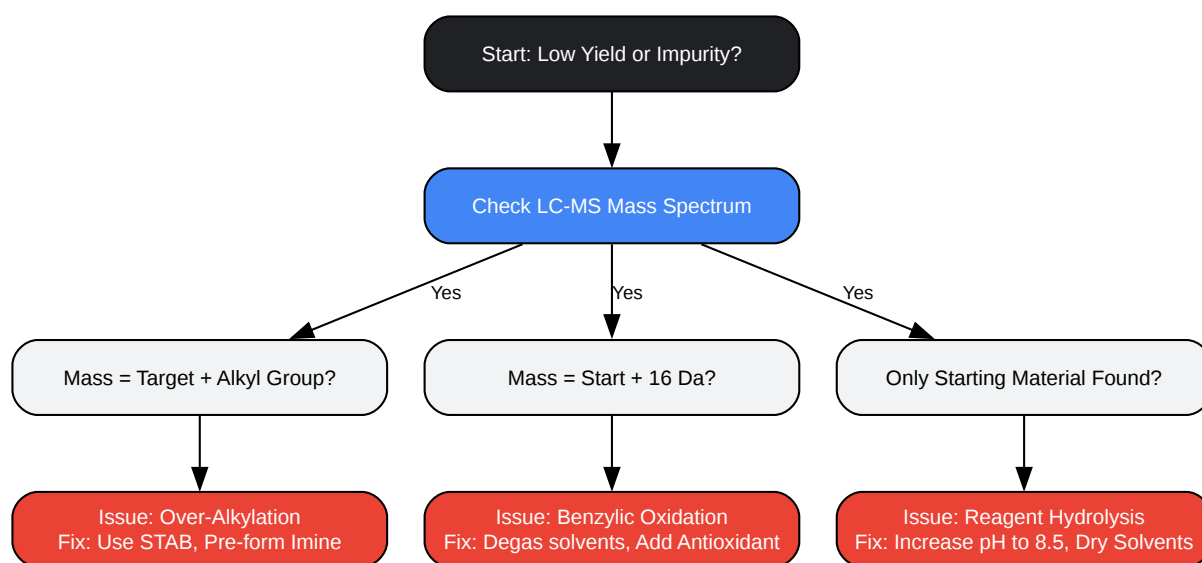 Start: Low Yield or Impurity?
Check LC-MS Mass Spectrum
Yes
Yes
Yes
Mass = Target + Alkyl Group?
Mass = Start + 16 Da?
Only Starting Material Found?
Issue: Over-Alkylation
Fix: Use STAB, Pre-form Imine
Issue: Benzylic Oxidation
Fix: Degas solvents, Add Antioxidant
Issue: Reagent Hydrolysis
Fix: Increase pH to 8.5, Dry Solvents